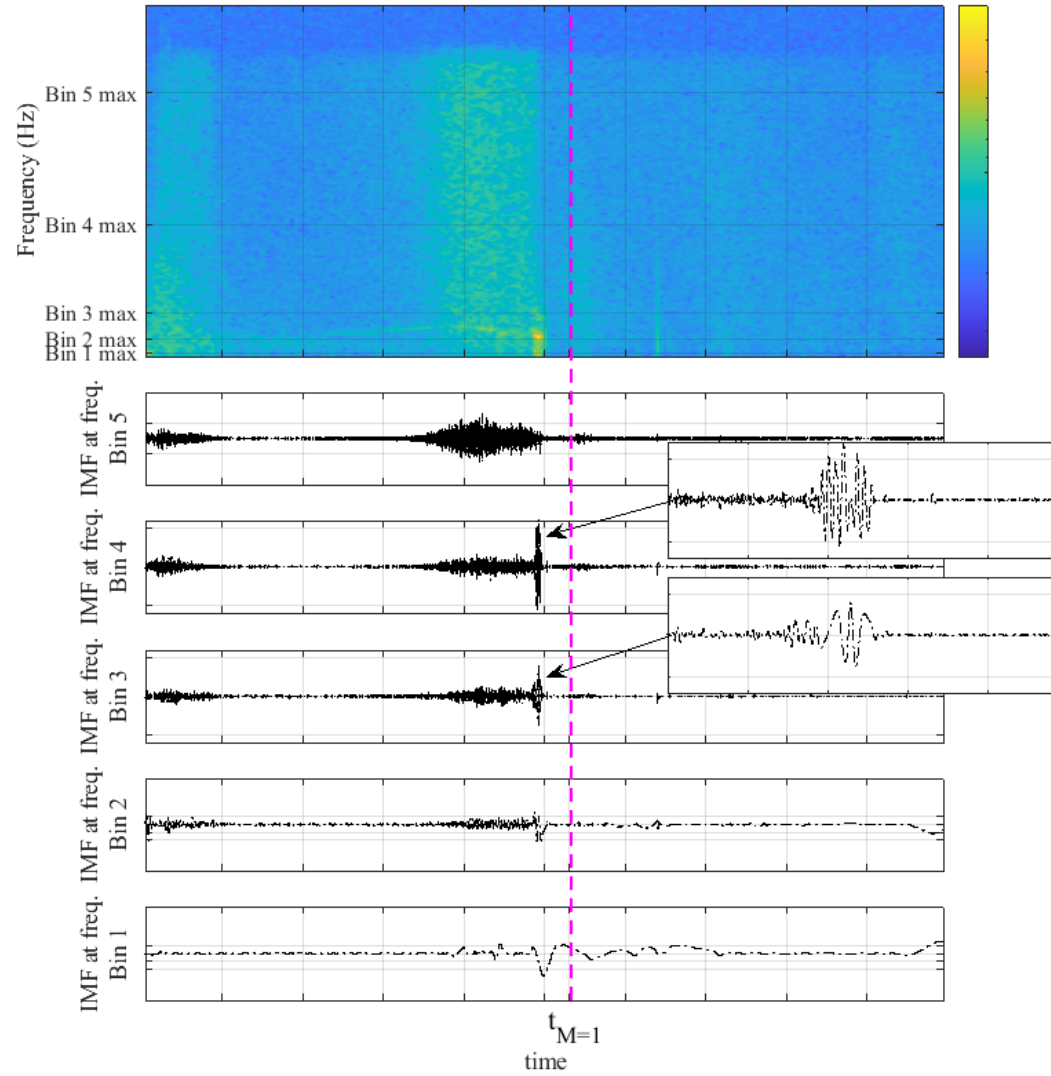 Frequency (Hz)
Bin 5 max
Bin 4 max
Bin 3 max
Bin 2 max
Bin 1 max
IMF at freq.
Bin 5
IMF at freq.
Bin 4
IMF at freq.
Bin 3
IMF at freq.
Bin 2
IMF at freq.
Bin 1
t_M=1
time